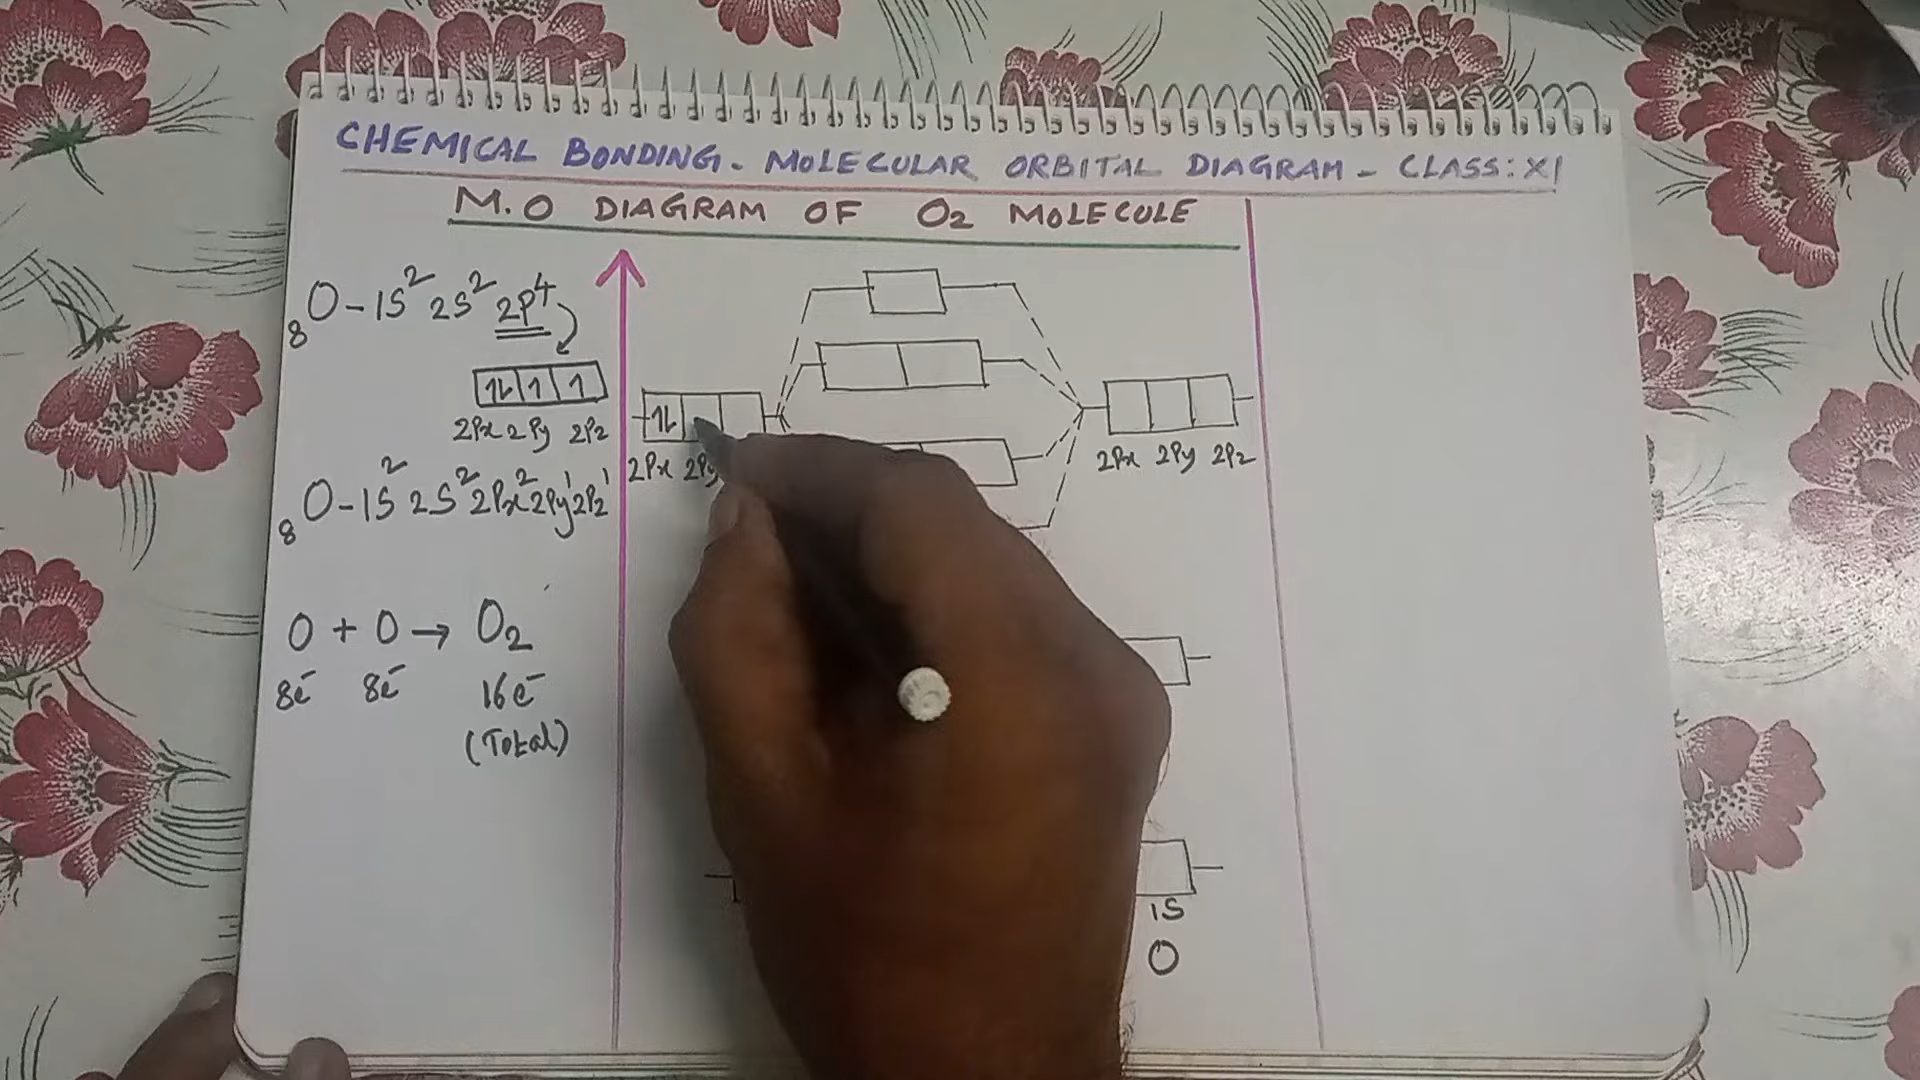 CHEMICAL BONDING - MOLECULAR ORBITAL DIAGRAM - CLASS: XI
M.O DIAGRAM OF O2 MOLECULE
8O - 1S² 2S² 2P⁴
1L 1 1
2Px 2Py 2Pz
8O - 1S² 2S² 2Px² 2Py¹ 2Pz¹
O + O → O2
8e⁻ 8e⁻ 16e⁻
(Total)
1L
2Px 2Py
2Px 2Py 2Pz
1S
O